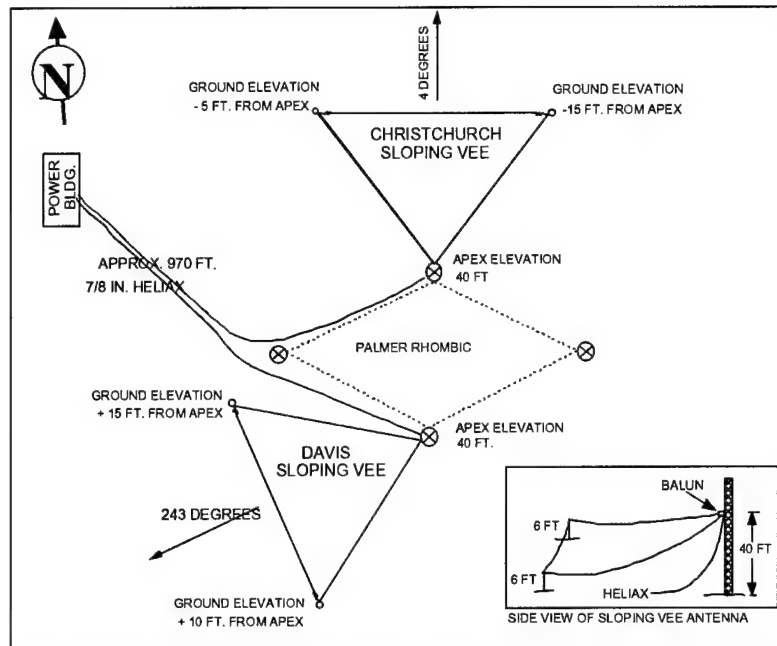 N
4 DEGREES
GROUND ELEVATION
- 5 FT. FROM APEX
GROUND ELEVATION
-15 FT. FROM APEX
CHRISTCHURCH
SLOPING VEE
POWER
BLDG.
APPROX. 970 FT.
7/8 IN. HELIAX
APEX ELEVATION
40 FT
PALMER RHOMBIC
GROUND ELEVATION
+ 15 FT. FROM APEX
APEX ELEVATION
40 FT.
DAVIS
SLOPING VEE
243 DEGREES
GROUND ELEVATION
+ 10 FT. FROM APEX
BALUN
6 FT
40 FT
6 FT
HELIAX
SIDE VIEW OF SLOPING VEE ANTENNA